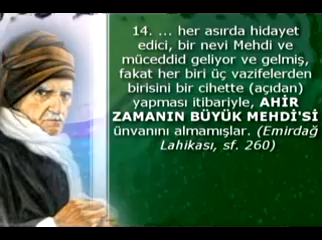 14. ... her asırda hidayet
edici, bir nevi Mehdi ve
müceddid geliyor ve gelmiş,
fakat her biri üç vazifelerden
birisini bir cihette (açıdan)
yapması itibariyle, AHİR
ZAMANIN BÜYÜK MEHDİ'Sİ
ünvanını almamışlar. (Emirdağ
Lahikası, sf. 260)